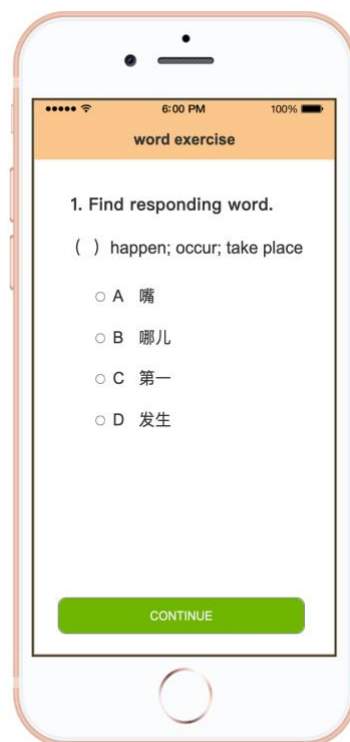 6:00 PM 100%
word exercise
1. Find responding word.
( ) happen; occur; take place
A 嘴
B 哪儿
C 第一
D 发生
CONTINUE